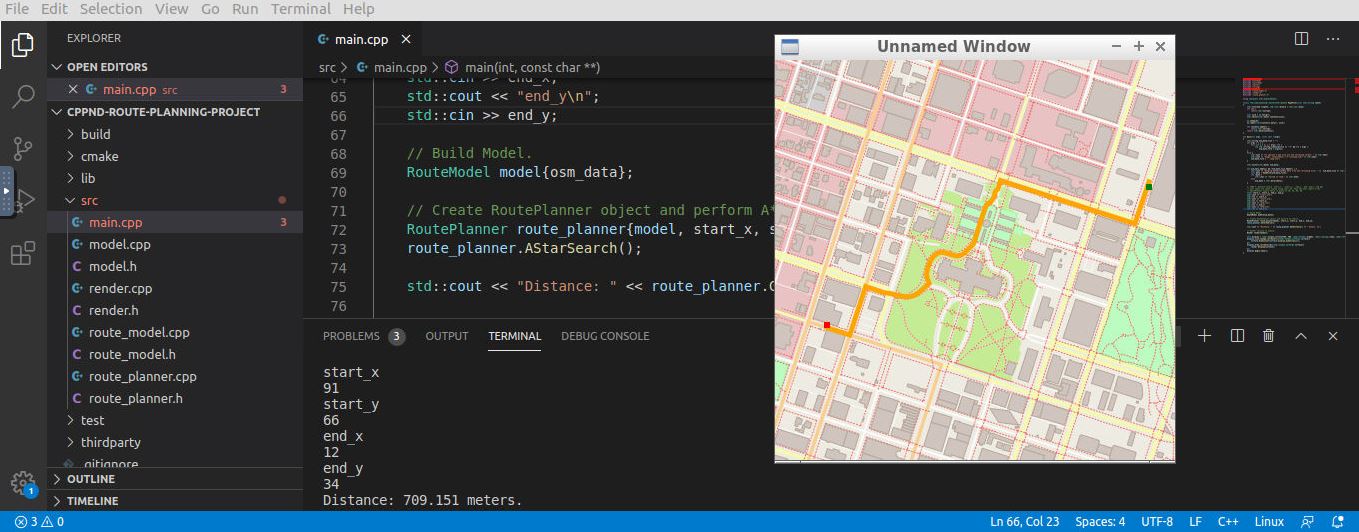 File Edit Selection View Go Run Terminal Help
EXPLORER
OPEN EDITORS
main.cpp src 3
CPPND-ROUTE-PLANNING-PROJECT
build
cmake
lib
src
main.cpp 3
model.cpp
model.h
render.cpp
render.h
route_model.cpp
route_model.h
route_planner.cpp
route_planner.h
test
thirdparty
.gitignore
OUTLINE
TIMELINE
1
main.cpp
src > main.cpp > main(int, const char **)
64 std::cin >> end_x;
65 std::cout << "end_y\n";
66 std::cin >> end_y;
67
68 // Build Model.
69 RouteModel model{osm_data};
70
71 // Create RoutePlanner object and perform A*
72 RoutePlanner route_planner{model, start_x, s
73 route_planner.AStarSearch();
74
75 std::cout << "Distance: " << route_planner.G
76
PROBLEMS 3 OUTPUT TERMINAL DEBUG CONSOLE
start_x
91
start_y
66
end_x
12
end_y
34
Distance: 709.151 meters.
Unnamed Window
3 0 Ln 66, Col 23 Spaces: 4 UTF-8 LF C++ Linux